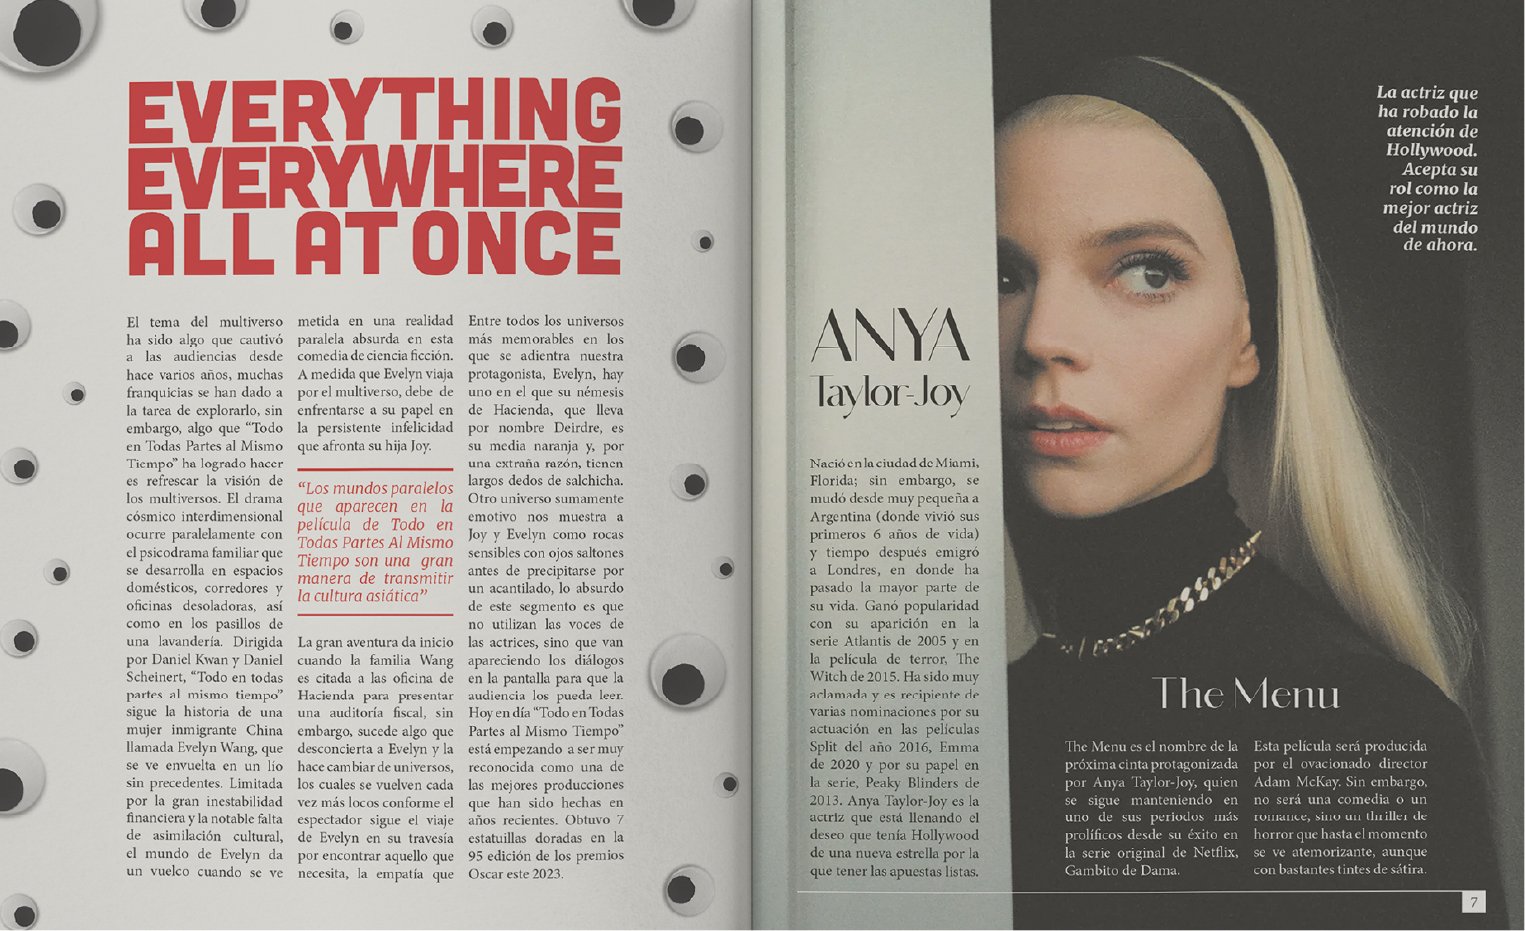 EVERYTHING
EVERYWHERE
ALL AT ONCE
El tema del multiverso
ha sido algo que cautivó
a las audiencias desde
hace varios años, muchas
franquicias se han dado a
la tarea de explorarlo, sin
embargo, algo que “Todo
en Todas Partes al Mismo
Tiempo” ha logrado hacer
es refrescar la visión de
los multiversos. El drama
cósmico interdimensional
ocurre paralelamente con
el psicodrama familiar que
se desarrolla en espacios
domésticos, corredores y
oficinas desoladoras, así
como en los pasillos de
una lavandería. Dirigida
por Daniel Kwan y Daniel
Scheinert, “Todo en todas
partes al mismo tiempo”
sigue la historia de una
mujer inmigrante China
llamada Evelyn Wang, que
se ve envuelta en un lío
sin precedentes. Limitada
por la gran inestabilidad
financiera y la notable falta
de asimilación cultural,
el mundo de Evelyn da
un vuelco cuando se ve
metida en una realidad
paralela absurda en esta
comedia de ciencia ficción.
A medida que Evelyn viaja
por el multiverso, debe de
enfrentarse a su papel en
la persistente infelicidad
que afronta su hija Joy.
“Los mundos paralelos
que aparecen en la
película de Todo en
Todas Partes Al Mismo
Tiempo son una gran
manera de transmitir
la cultura asiática”
La gran aventura da inicio
cuando la familia Wang
es citada a las oficina de
Hacienda para presentar
una auditoría fiscal, sin
embargo, sucede algo que
desconcierta a Evelyn y la
hace cambiar de universos,
los cuales se vuelven cada
vez más locos conforme el
espectador sigue el viaje
de Evelyn en su travesía
por encontrar aquello que
necesita, la empatía que
Entre todos los universos
más memorables en los
que se adientra nuestra
protagonista, Evelyn, hay
uno en el que su némesis
de Hacienda, que lleva
por nombre Deirdre, es
su media naranja y, por
una extraña razón, tienen
largos dedos de salchicha.
Otro universo sumamente
emotivo nos muestra a
Joy y Evelyn como rocas
sensibles con ojos saltones
antes de precipitarse por
un acantilado, lo absurdo
de este segmento es que
no utilizan las voces de
las actrices, sino que van
apareciendo los diálogos
en la pantalla para que la
audiencia los pueda leer.
Hoy en día “Todo en Todas
Partes al Mismo Tiempo”
está empezando a ser muy
reconocida como una de
las mejores producciones
que han sido hechas en
años recientes. Obtuvo 7
estatuillas doradas en la
95 edición de los premios
Oscar este 2023.
La actriz que
ha robado la
atención de
Hollywood.
Acepta su
rol como la
mejor actriz
del mundo
de ahora.
ANYA
Taylor-Joy
Nació en la ciudad de Miami,
Florida; sin embargo, se
mudó desde muy pequeña a
Argentina (donde vivió sus
primeros 6 años de vida)
y tiempo después emigró
a Londres, en donde ha
pasado la mayor parte de
su vida. Ganó popularidad
con su aparición en la
serie Atlantis de 2005 y en
la película de terror, The
Witch de 2015. Ha sido muy
aclamada y es recipiente de
varias nominaciones por su
actuación en las películas
Split del año 2016, Emma
de 2020 y por su papel en
la serie, Peaky Blinders de
2013. Anya Taylor-Joy es la
actriz que está llenando el
deseo que tenía Hollywood
de una nueva estrella por la
que tener las apuestas listas.
The Menu
The Menu es el nombre de la
próxima cinta protagonizada
por Anya Taylor-Joy, quien
se sigue manteniendo en
uno de sus periodos más
prolíficos desde su éxito en
la serie original de Netflix,
Gambito de Dama.
Esta película será producida
por el ovacionado director
Adam McKay. Sin embargo,
no será una comedia o un
romance, sino un thriller de
horror que hasta el momento
se ve atemorizante, aunque
con bastantes tintes de sátira.
7